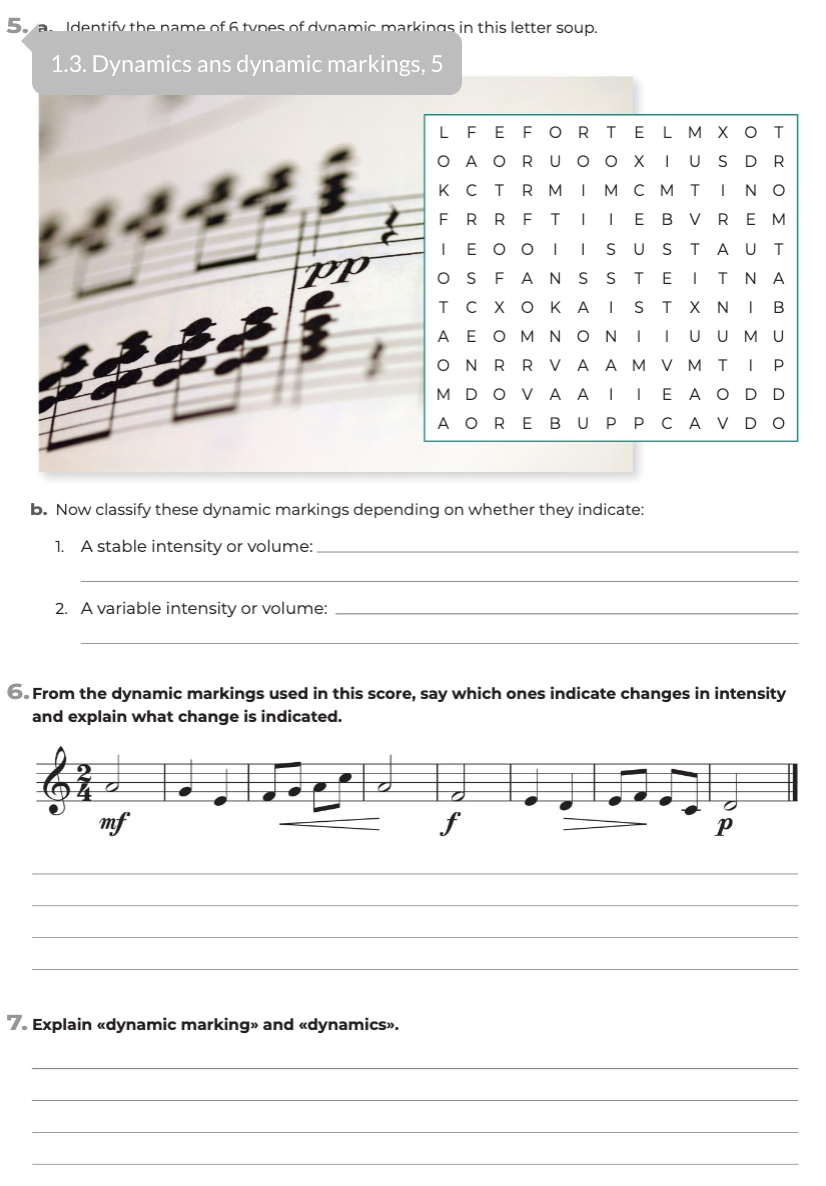 5. a. Identify the name of 6 types of dynamic markings in this letter soup.
1.3. Dynamics ans dynamic markings, 5
L F E F O R T E L M X O T
O A O R U O O X I U S D R
K C T R M I M C M T I N O
F R R F T I I E B V R E M
I E O O I I S U S T A U T
O S F A N S S T E I T N A
T C X O K A I S T X N I B
A E O M N O N I I U U M U
O N R R V A A M V M T I P
M D O V A A I I E A O D D
A O R E B U P P C A V D O
pp
b. Now classify these dynamic markings depending on whether they indicate:
1. A stable intensity or volume:
2. A variable intensity or volume:
6. From the dynamic markings used in this score, say which ones indicate changes in intensity
and explain what change is indicated.
2
4
mf f p
7. Explain «dynamic marking» and «dynamics».